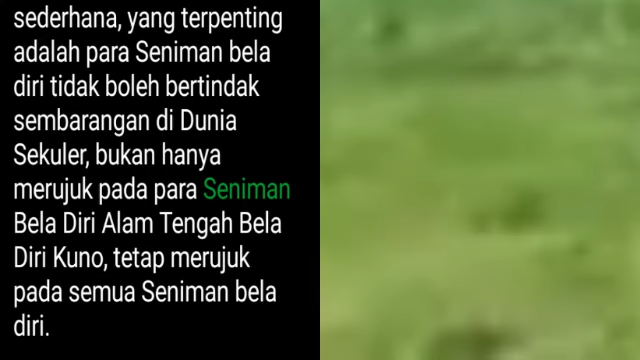 sederhana, yang terpenting
adalah para Seniman bela
diri tidak boleh bertindak
sembarangan di Dunia
Sekuler, bukan hanya
merujuk pada para Seniman
Bela Diri Alam Tengah Bela
Diri Kuno, tetap merujuk
pada semua Seniman bela
diri.